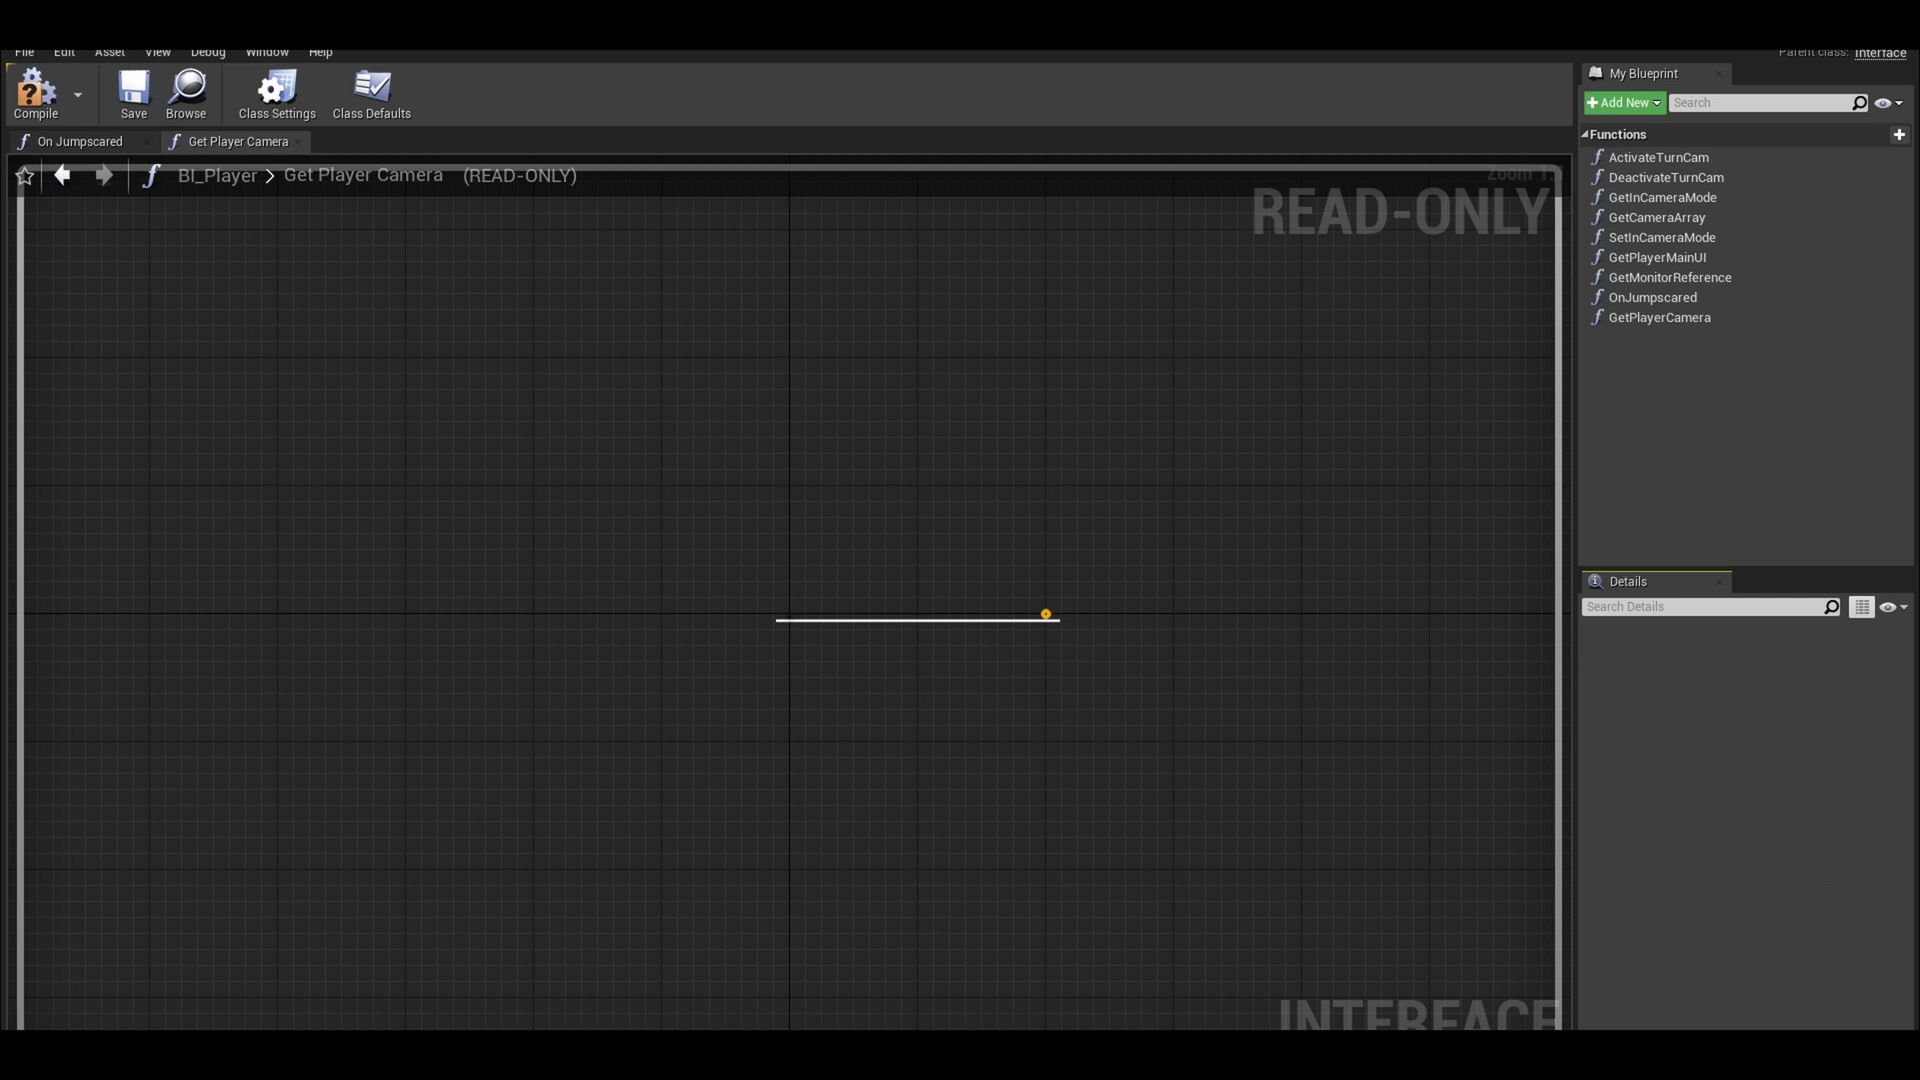 File Edit Asset View Debug Window Help
Parent class: Interface
Compile Save Browse Class Settings Class Defaults
On Jumpscared Get Player Camera
BI_Player > Get Player Camera (READ-ONLY)
Zoom 1:1
READ-ONLY
INTERFACE
My Blueprint
+ Add New Search
Functions
ActivateTurnCam
DeactivateTurnCam
GetInCameraMode
GetCameraArray
SetInCameraMode
GetPlayerMainUI
GetMonitorReference
OnJumpscared
GetPlayerCamera
Details
Search Details